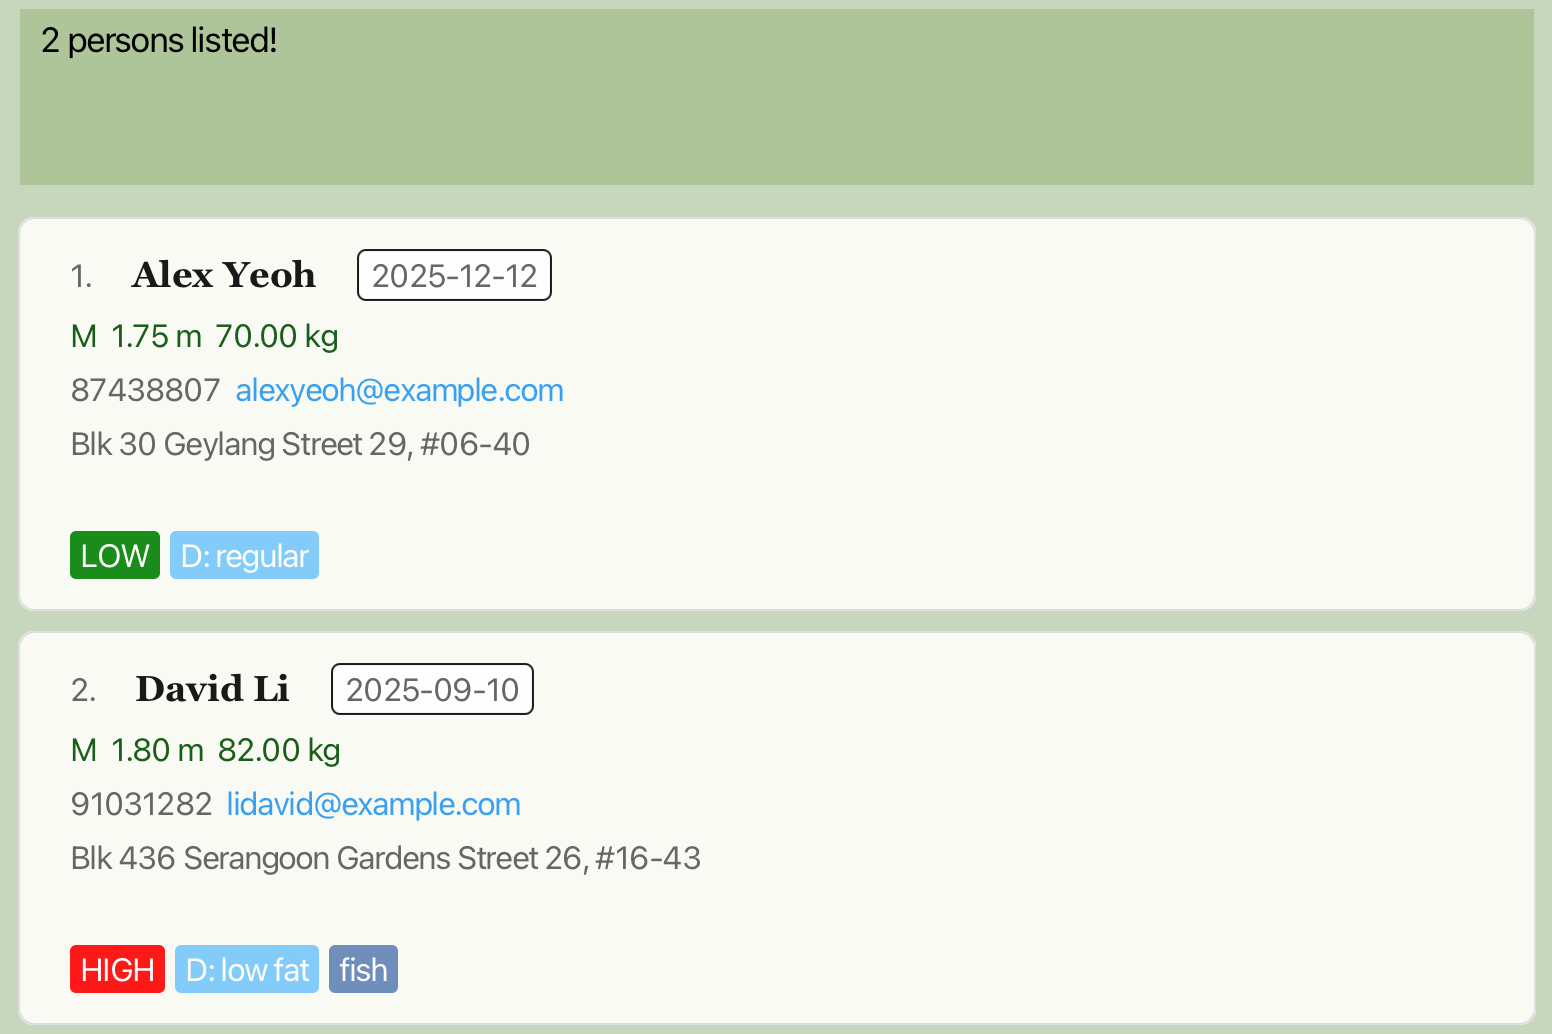 2 persons listed!
1. Alex Yeoh 2025-12-12
M 1.75 m 70.00 kg
87438807 alexyeoh@example.com
Blk 30 Geylang Street 29, #06-40
LOW D: regular
2. David Li 2025-09-10
M 1.80 m 82.00 kg
91031282 lidavid@example.com
Blk 436 Serangoon Gardens Street 26, #16-43
HIGH D: low fat fish